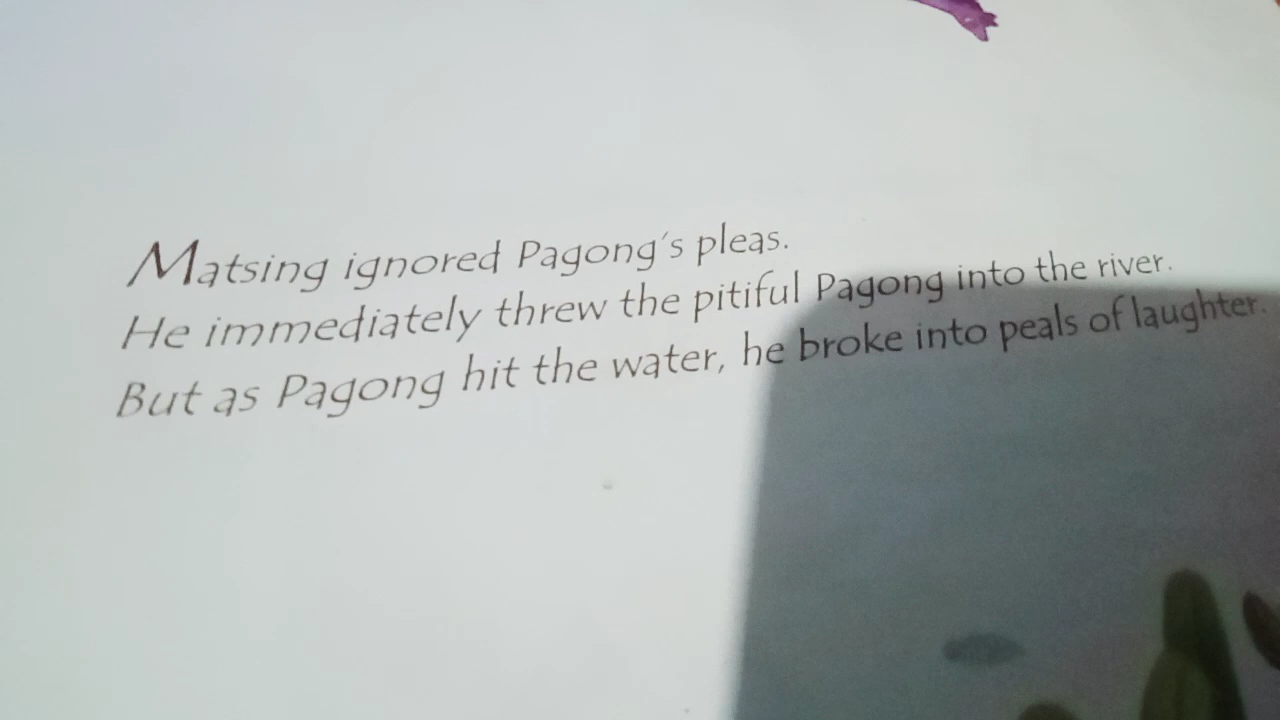 Matsing ignored Pagong's pleas.
He immediately threw the pitiful Pagong into the river.
But as Pagong hit the water, he broke into peals of laughter.